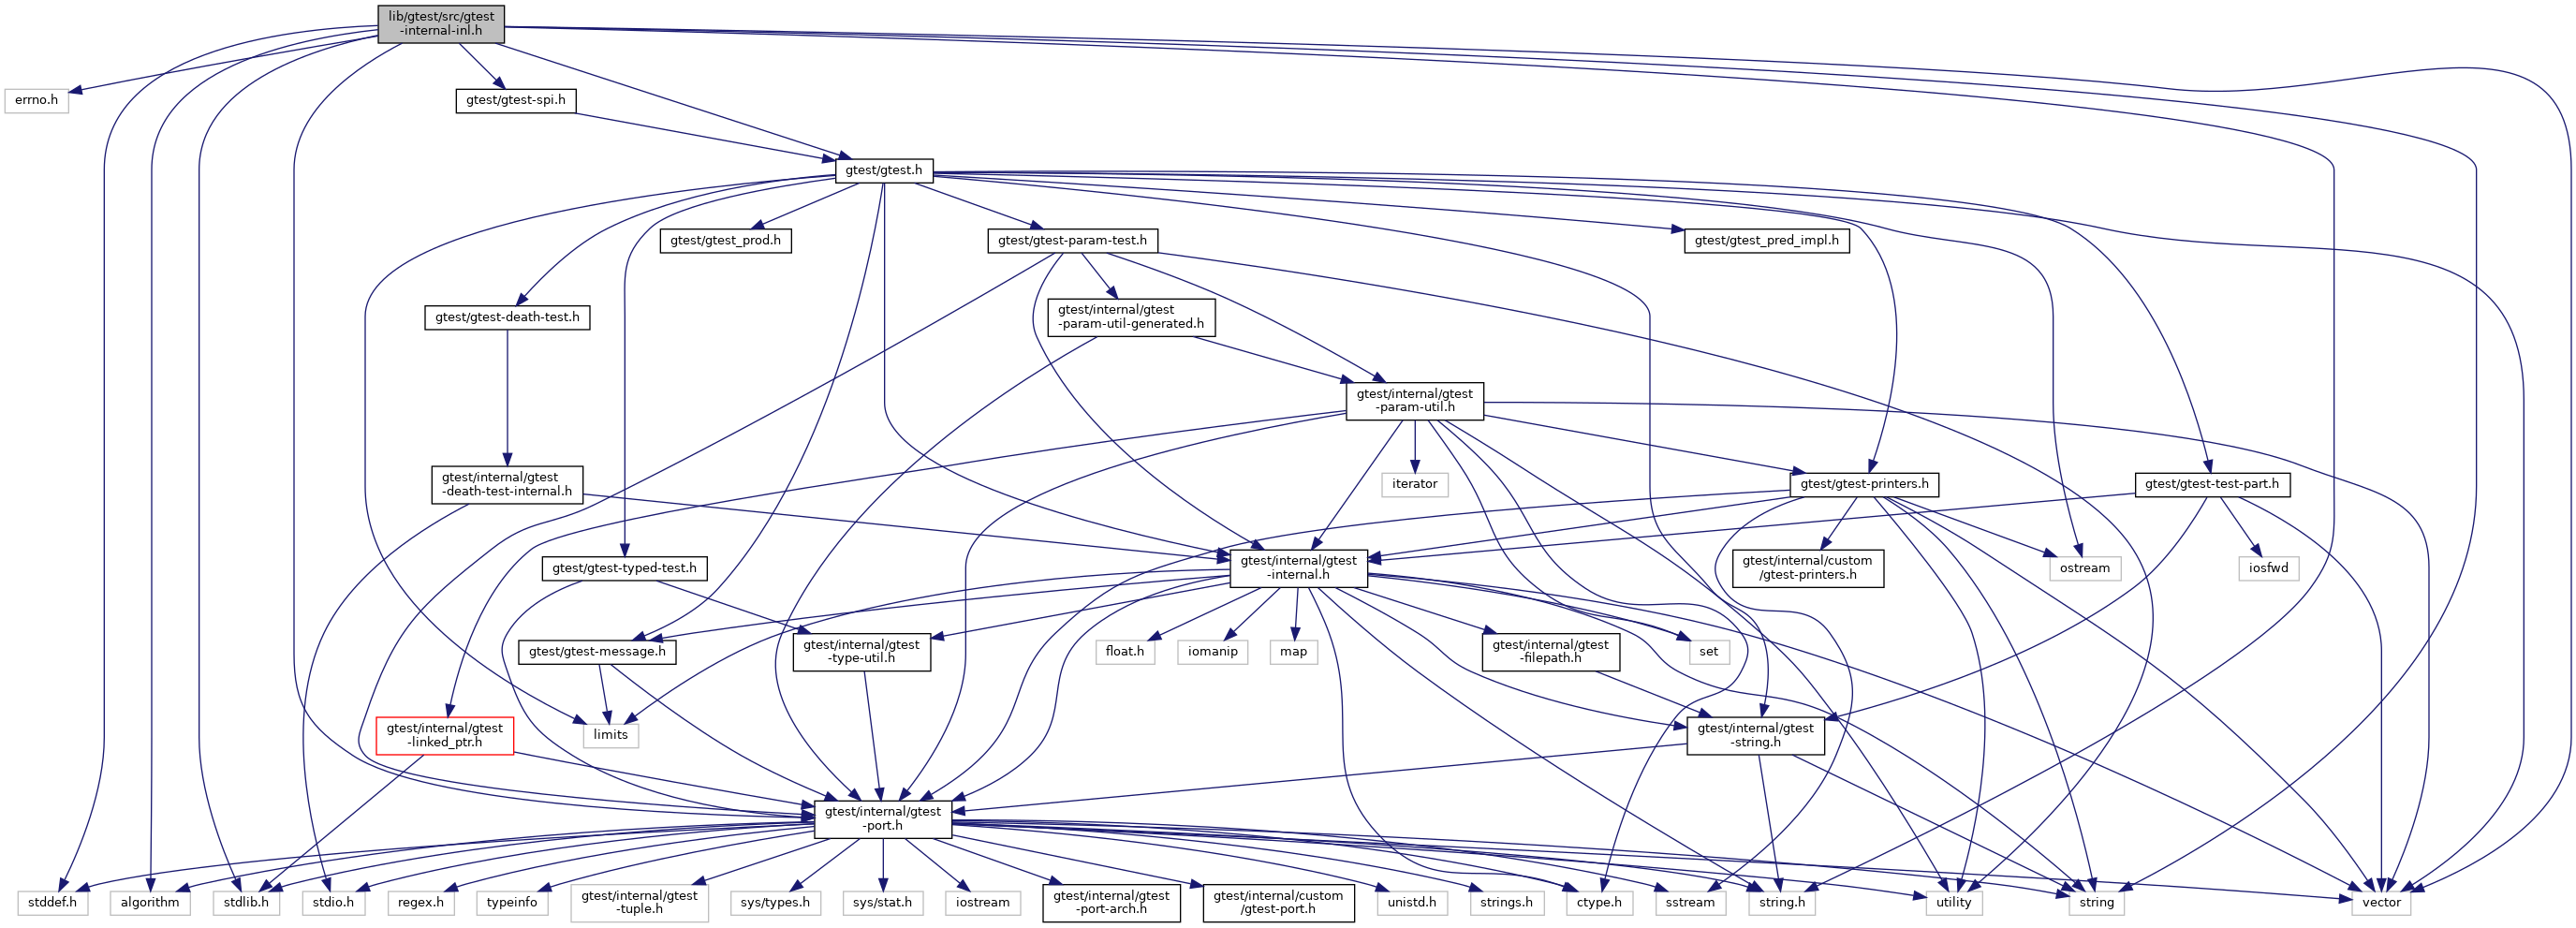 lib/gtest/src/gtest
-internal-inl.h
errno.h
gtest/gtest-spi.h
gtest/gtest.h
gtest/gtest_prod.h
gtest/gtest-param-test.h
gtest/gtest_pred_impl.h
gtest/gtest-death-test.h
gtest/internal/gtest
-param-util-generated.h
gtest/internal/gtest
-param-util.h
gtest/internal/gtest
-death-test-internal.h
iterator
gtest/gtest-printers.h
gtest/gtest-test-part.h
gtest/gtest-typed-test.h
gtest/internal/gtest
-internal.h
gtest/internal/custom
/gtest-printers.h
ostream
iosfwd
gtest/gtest-message.h
gtest/internal/gtest
-type-util.h
float.h
iomanip
map
gtest/internal/gtest
-filepath.h
set
gtest/internal/gtest
-linked_ptr.h
limits
gtest/internal/gtest
-string.h
gtest/internal/gtest
-port.h
stddef.h
algorithm
stdlib.h
stdio.h
regex.h
typeinfo
gtest/internal/gtest
-tuple.h
sys/types.h
sys/stat.h
iostream
gtest/internal/gtest
-port-arch.h
gtest/internal/custom
/gtest-port.h
unistd.h
strings.h
ctype.h
sstream
string.h
utility
string
vector